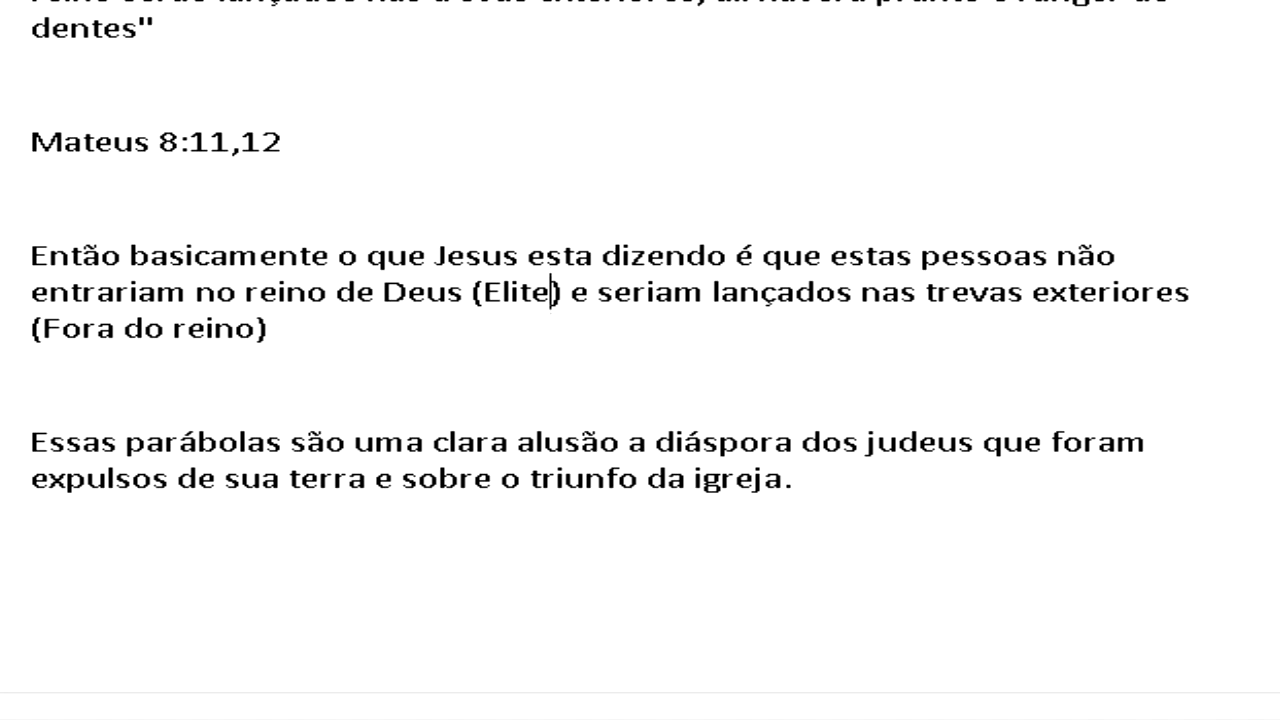 dentes"
Mateus 8:11,12
Então basicamente o que Jesus esta dizendo é que estas pessoas não
entrariam no reino de Deus (Elite) e seriam lançados nas trevas exteriores
(Fora do reino)
Essas parábolas são uma clara alusão a diáspora dos judeus que foram
expulsos de sua terra e sobre o triunfo da igreja.